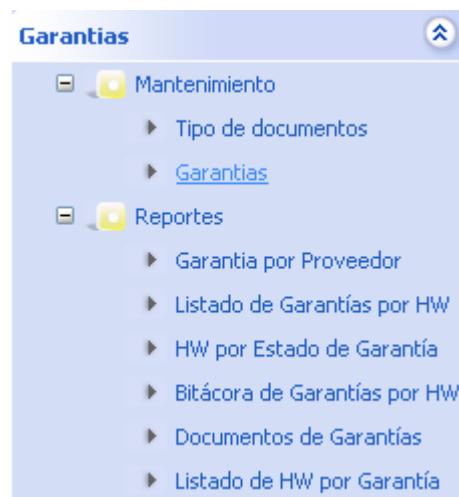 Garantias
Mantenimiento
Tipo de documentos
Garantias
Reportes
Garantia por Proveedor
Listado de Garantías por HW
HW por Estado de Garantía
Bitácora de Garantías por HW
Documentos de Garantías
Listado de HW por Garantía